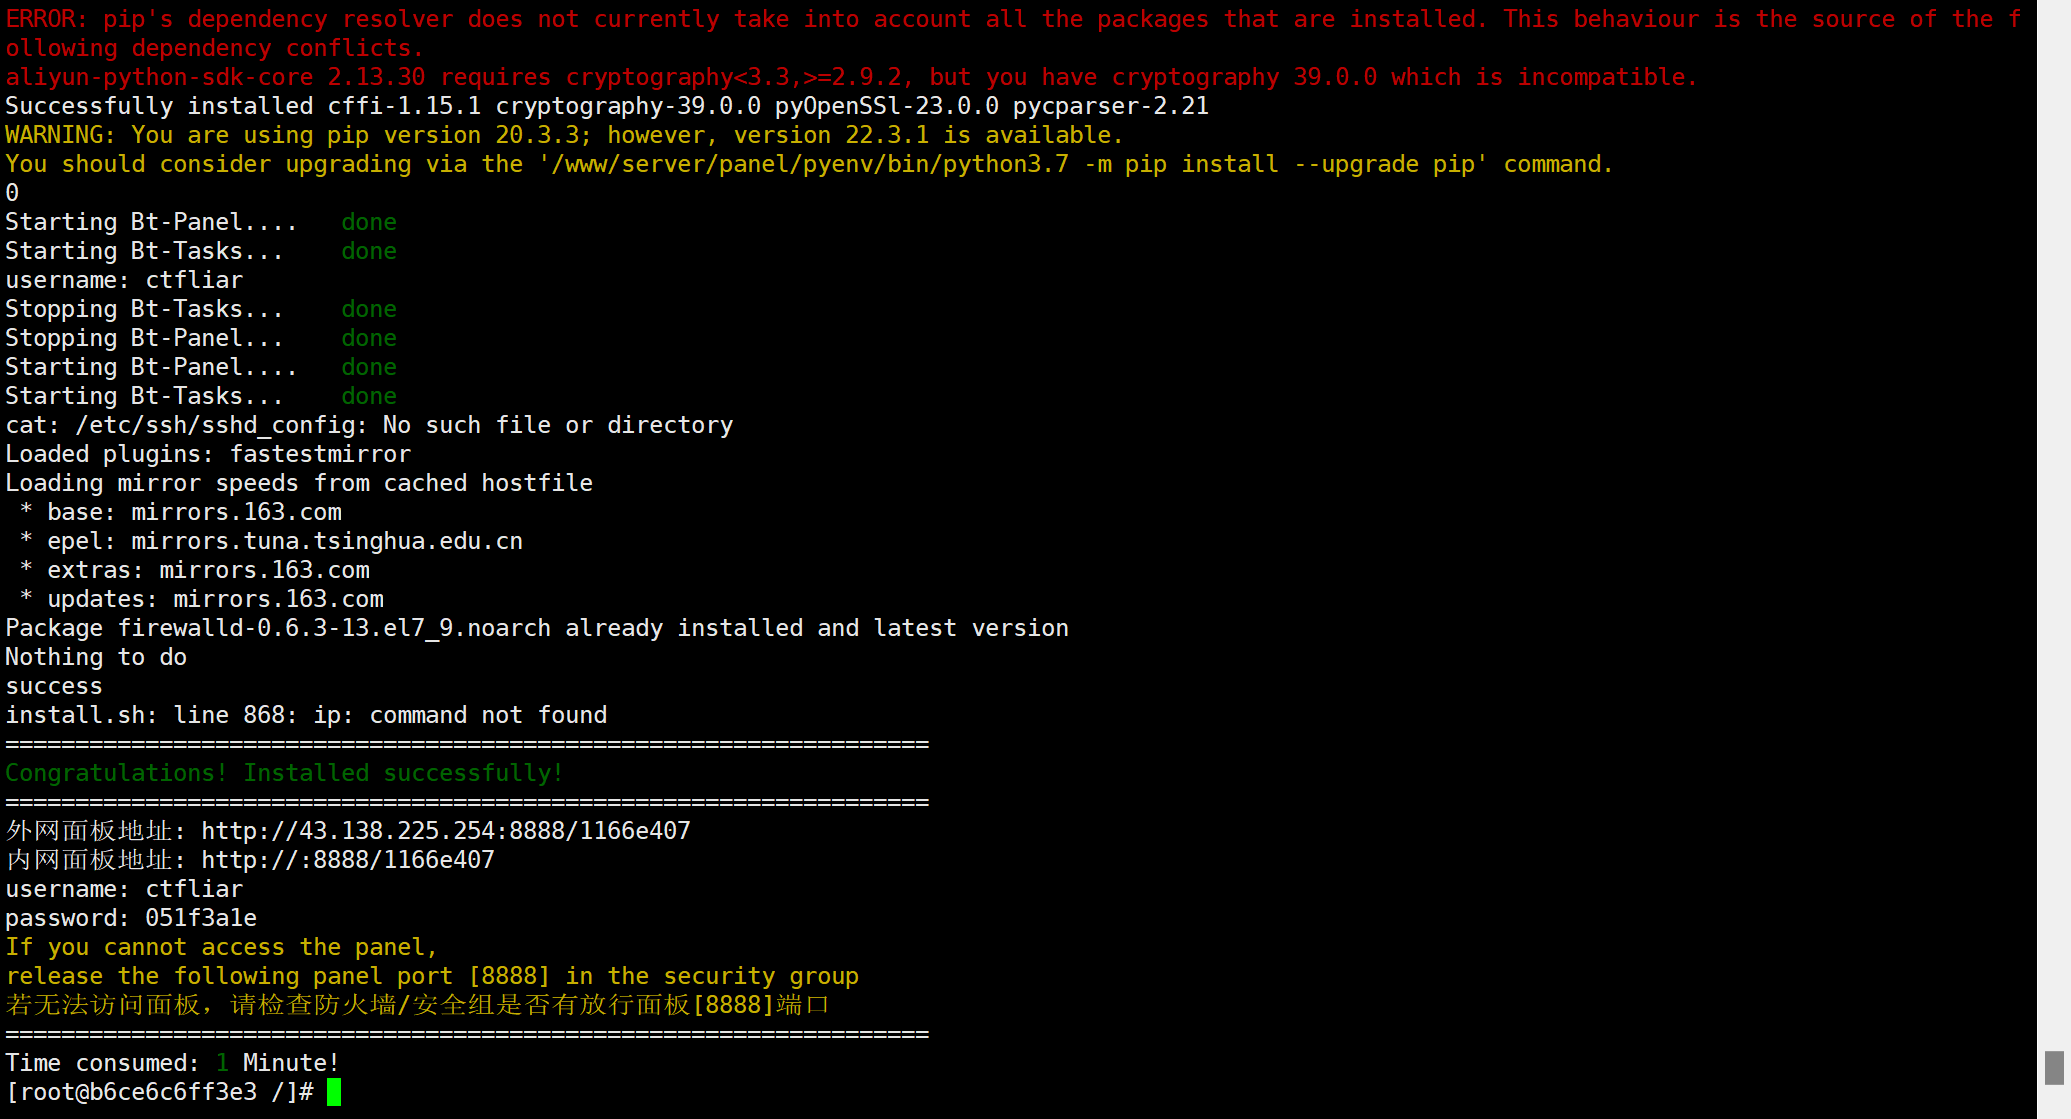 ERROR: pip's dependency resolver does not currently take into account all the packages that are installed. This behaviour is the source of the f
ollowing dependency conflicts.
aliyun-python-sdk-core 2.13.30 requires cryptography<3.3,>=2.9.2, but you have cryptography 39.0.0 which is incompatible.
Successfully installed cffi-1.15.1 cryptography-39.0.0 pyOpenSSl-23.0.0 pycparser-2.21
WARNING: You are using pip version 20.3.3; however, version 22.3.1 is available.
You should consider upgrading via the '/www/server/panel/pyenv/bin/python3.7 -m pip install --upgrade pip' command.
0
Starting Bt-Panel....   done
Starting Bt-Tasks...    done
username: ctfliar
Stopping Bt-Tasks...    done
Stopping Bt-Panel...    done
Starting Bt-Panel....   done
Starting Bt-Tasks...    done
cat: /etc/ssh/sshd_config: No such file or directory
Loaded plugins: fastestmirror
Loading mirror speeds from cached hostfile
 * base: mirrors.163.com
 * epel: mirrors.tuna.tsinghua.edu.cn
 * extras: mirrors.163.com
 * updates: mirrors.163.com
Package firewalld-0.6.3-13.el7_9.noarch already installed and latest version
Nothing to do
success
install.sh: line 868: ip: command not found
==================================================================
Congratulations! Installed successfully!
==================================================================
外网面板地址: http://43.138.225.254:8888/1166e407
内网面板地址: http://:8888/1166e407
username: ctfliar
password: 051f3a1e
If you cannot access the panel,
release the following panel port [8888] in the security group
若无法访问面板，请检查防火墙/安全组是否有放行面板[8888]端口
==================================================================
Time consumed: 1 Minute!
[root@b6ce6c6ff3e3 /]#